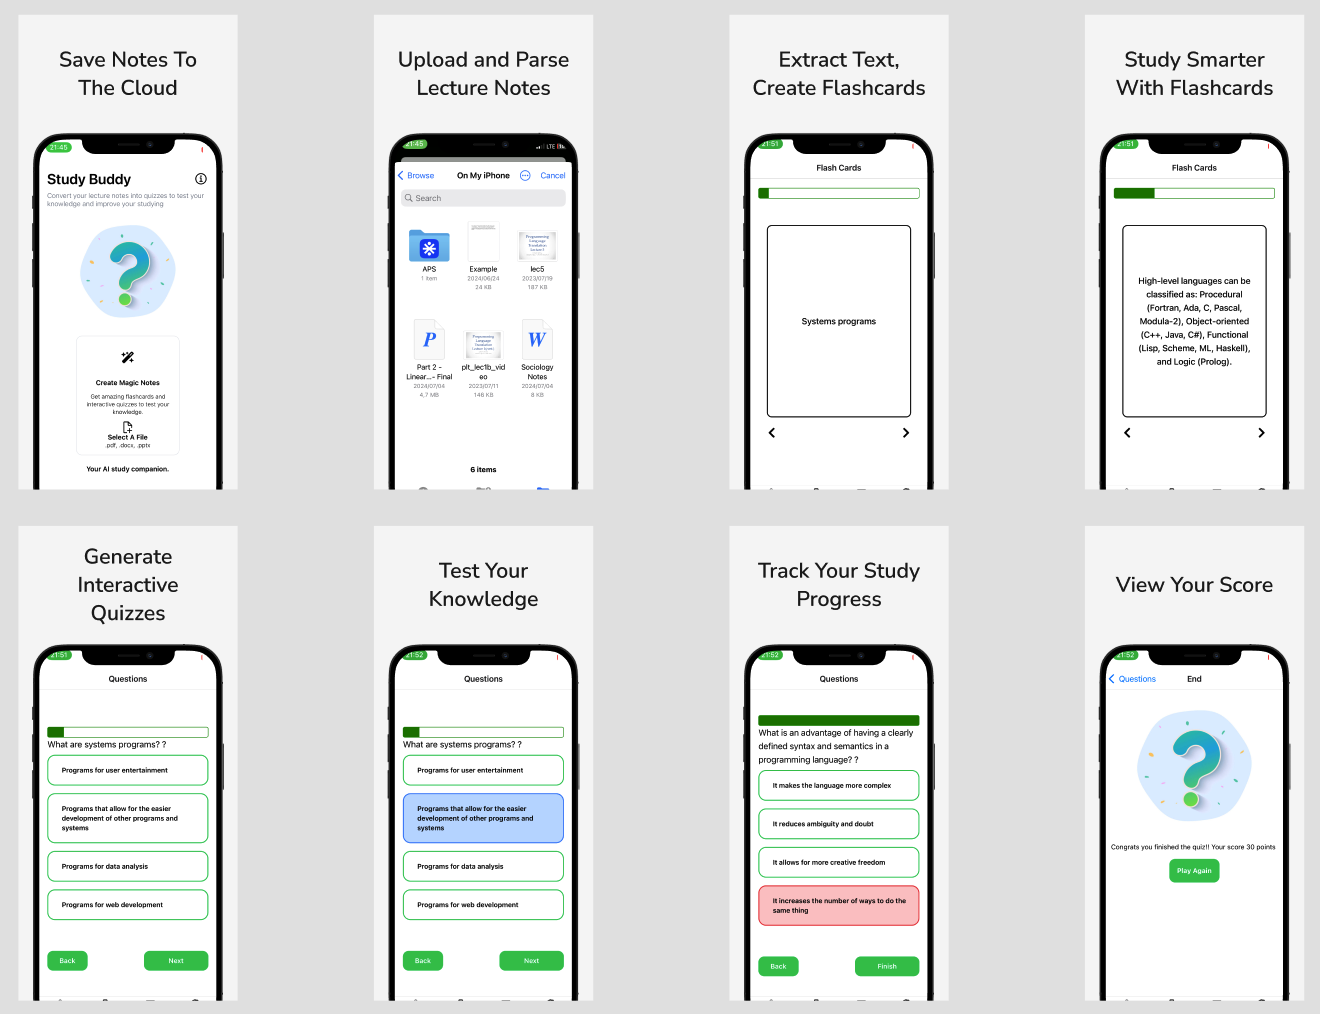 Save Notes To
The Cloud
21:45
Study Buddy
Convert your lecture notes into quizzes to test your
knowledge and improve your studying
Create Magic Notes
Get amazing flashcards and
interactive quizzes to test your
knowledge.
Select A File
.pdf, .docx, .pptx
Your AI study companion.
Upload and Parse
Lecture Notes
21:45
LTE
Browse
On My iPhone
Cancel
Search
APS
1 item
Example
2024/06/24
24 KB
lec5
2023/07/19
187 KB
Programming
Language
Translation
P
Part 2 -
Linear...- Final
2024/07/04
4,7 MB
Programming
Language
Translation
plt_lec1b_vid
eo
2023/07/11
146 KB
W
Sociology
Notes
2024/07/04
8 KB
6 items
Extract Text,
Create Flashcards
21:51
Flash Cards
Systems programs
Study Smarter
With Flashcards
21:51
Flash Cards
High-level languages can be
classified as: Procedural
(Fortran, Ada, C, Pascal,
Modula-2), Object-oriented
(C++, Java, C#), Functional
(Lisp, Scheme, ML, Haskell),
and Logic (Prolog).
Generate
Interactive
Quizzes
21:51
Questions
What are systems programs? ?
Programs for user entertainment
Programs that allow for the easier
development of other programs and
systems
Programs for data analysis
Programs for web development
Back
Next
Test Your
Knowledge
21:52
Questions
What are systems programs? ?
Programs for user entertainment
Programs that allow for the easier
development of other programs and
systems
Programs for data analysis
Programs for web development
Back
Next
Track Your Study
Progress
21:52
Questions
What is an advantage of having a clearly
defined syntax and semantics in a
programming language? ?
It makes the language more complex
It reduces ambiguity and doubt
It allows for more creative freedom
It increases the number of ways to do the
same thing
Back
Finish
View Your Score
21:52
Questions
End
Congrats you finished the quiz!! Your score 30 points
Play Again